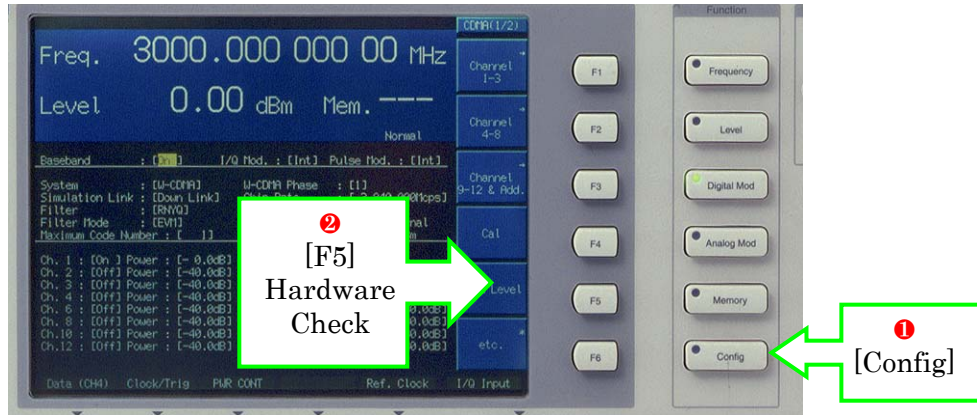 Function
CDMA(1/2)
Freq. 3000.000 000 00 MHz
Level 0.00 dBm Mem. ---
Normal
Channel
1-3
Channel
4-8
Channel
9-12 & Add.
Cal
Level
etc.
I/Q Input
Baseband : [On ] I/Q Mod. : [Int] Pulse Mod. : [Int]
System : [W-CDMA] W-CDMA Phase : [1]
Simulation Link : [Down Link]
Filter : [RNYQ]
Filter Mode : [EVM]
Maximum Code Number : [ 1]
Ch. 1 : [On ] Power : [- 0.0dB]
Ch. 2 : [Off] Power : [-40.0dB]
Ch. 3 : [Off] Power : [-40.0dB]
Ch. 4 : [Off] Power : [-40.0dB]
Ch. 6 : [Off] Power : [-40.0dB]
Ch. 8 : [Off] Power : [-40.0dB]
Ch.10 : [Off] Power : [-40.0dB]
Ch.12 : [Off] Power : [-40.0dB]
Data (CH4) Clock/Trig PWR CONT Ref. Clock
F1
F2
F3
F4
F5
F6
Frequency
Level
Digital Mod
Analog Mod
Memory
Config
❷
[F5]
Hardware
Check
❶
[Config]